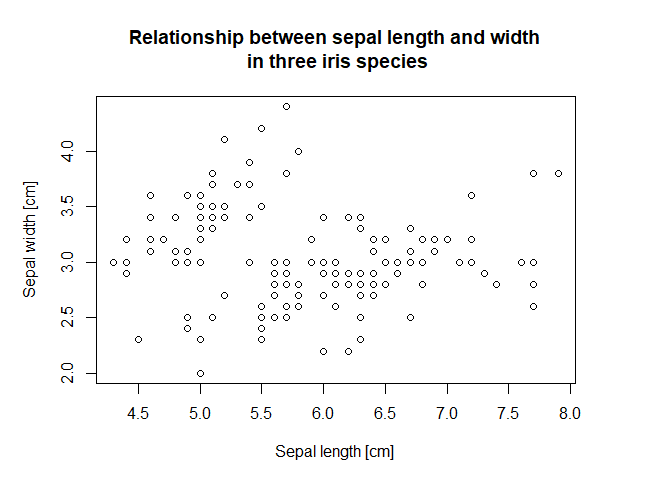 Relationship between sepal length and width
in three iris species
Sepal width [cm]
4.0
3.5
3.0
2.5
2.0
4.5 5.0 5.5 6.0 6.5 7.0 7.5 8.0
Sepal length [cm]